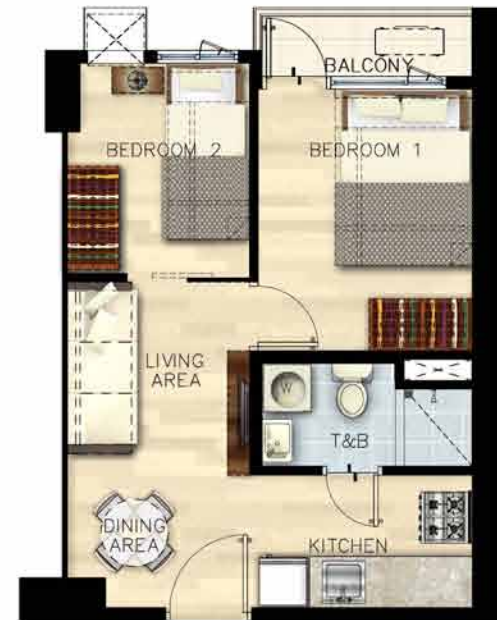 BALCONY
BEDROOM 2
BEDROOM 1
LIVING
AREA
W
T&B
DINING
AREA
KITCHEN